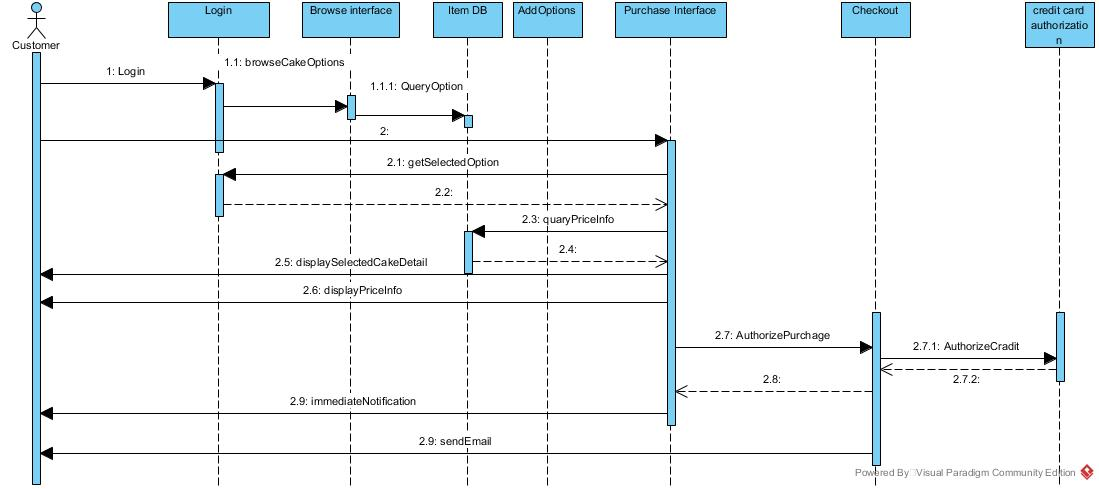 Login
Browse interface
Item DB
AddOptions
Purchase Interface
Checkout
credit card
authorizatio
n
Customer
1.1: browseCakeOptions
1: Login
1.1.1: QueryOption
2:
2.1: getSelectedOption
2.2:
2.3: quaryPriceInfo
2.4:
2.5: displaySelectedCakeDetail
2.6: displayPriceInfo
2.7: AuthorizePurchase
2.7.1: AuthorizeCradit
2.7.2:
2.8:
2.9: immediateNotification
2.9: sendEmail
Powered By Visual Paradigm Community Edition